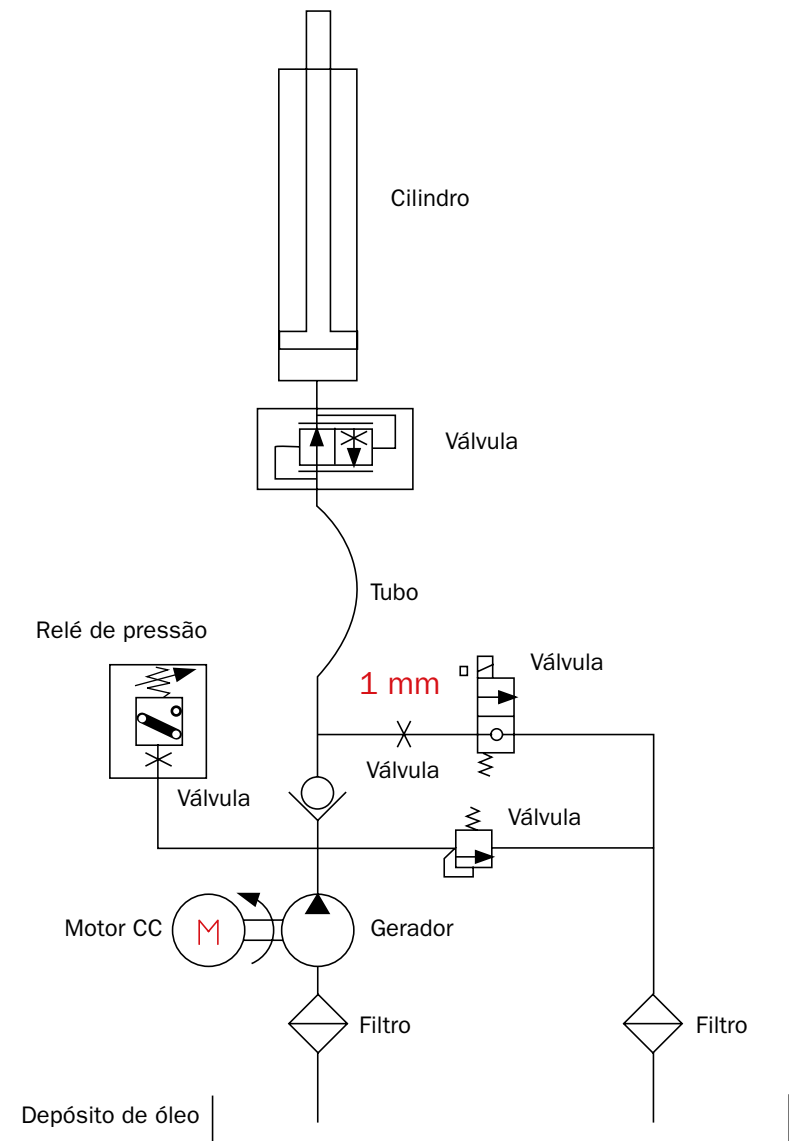 Cilindro
Válvula
Tubo
Relé de pressão
Válvula
1 mm
Válvula
Válvula
Válvula
Motor CC
M
Gerador
Filtro
Filtro
Depósito de óleo